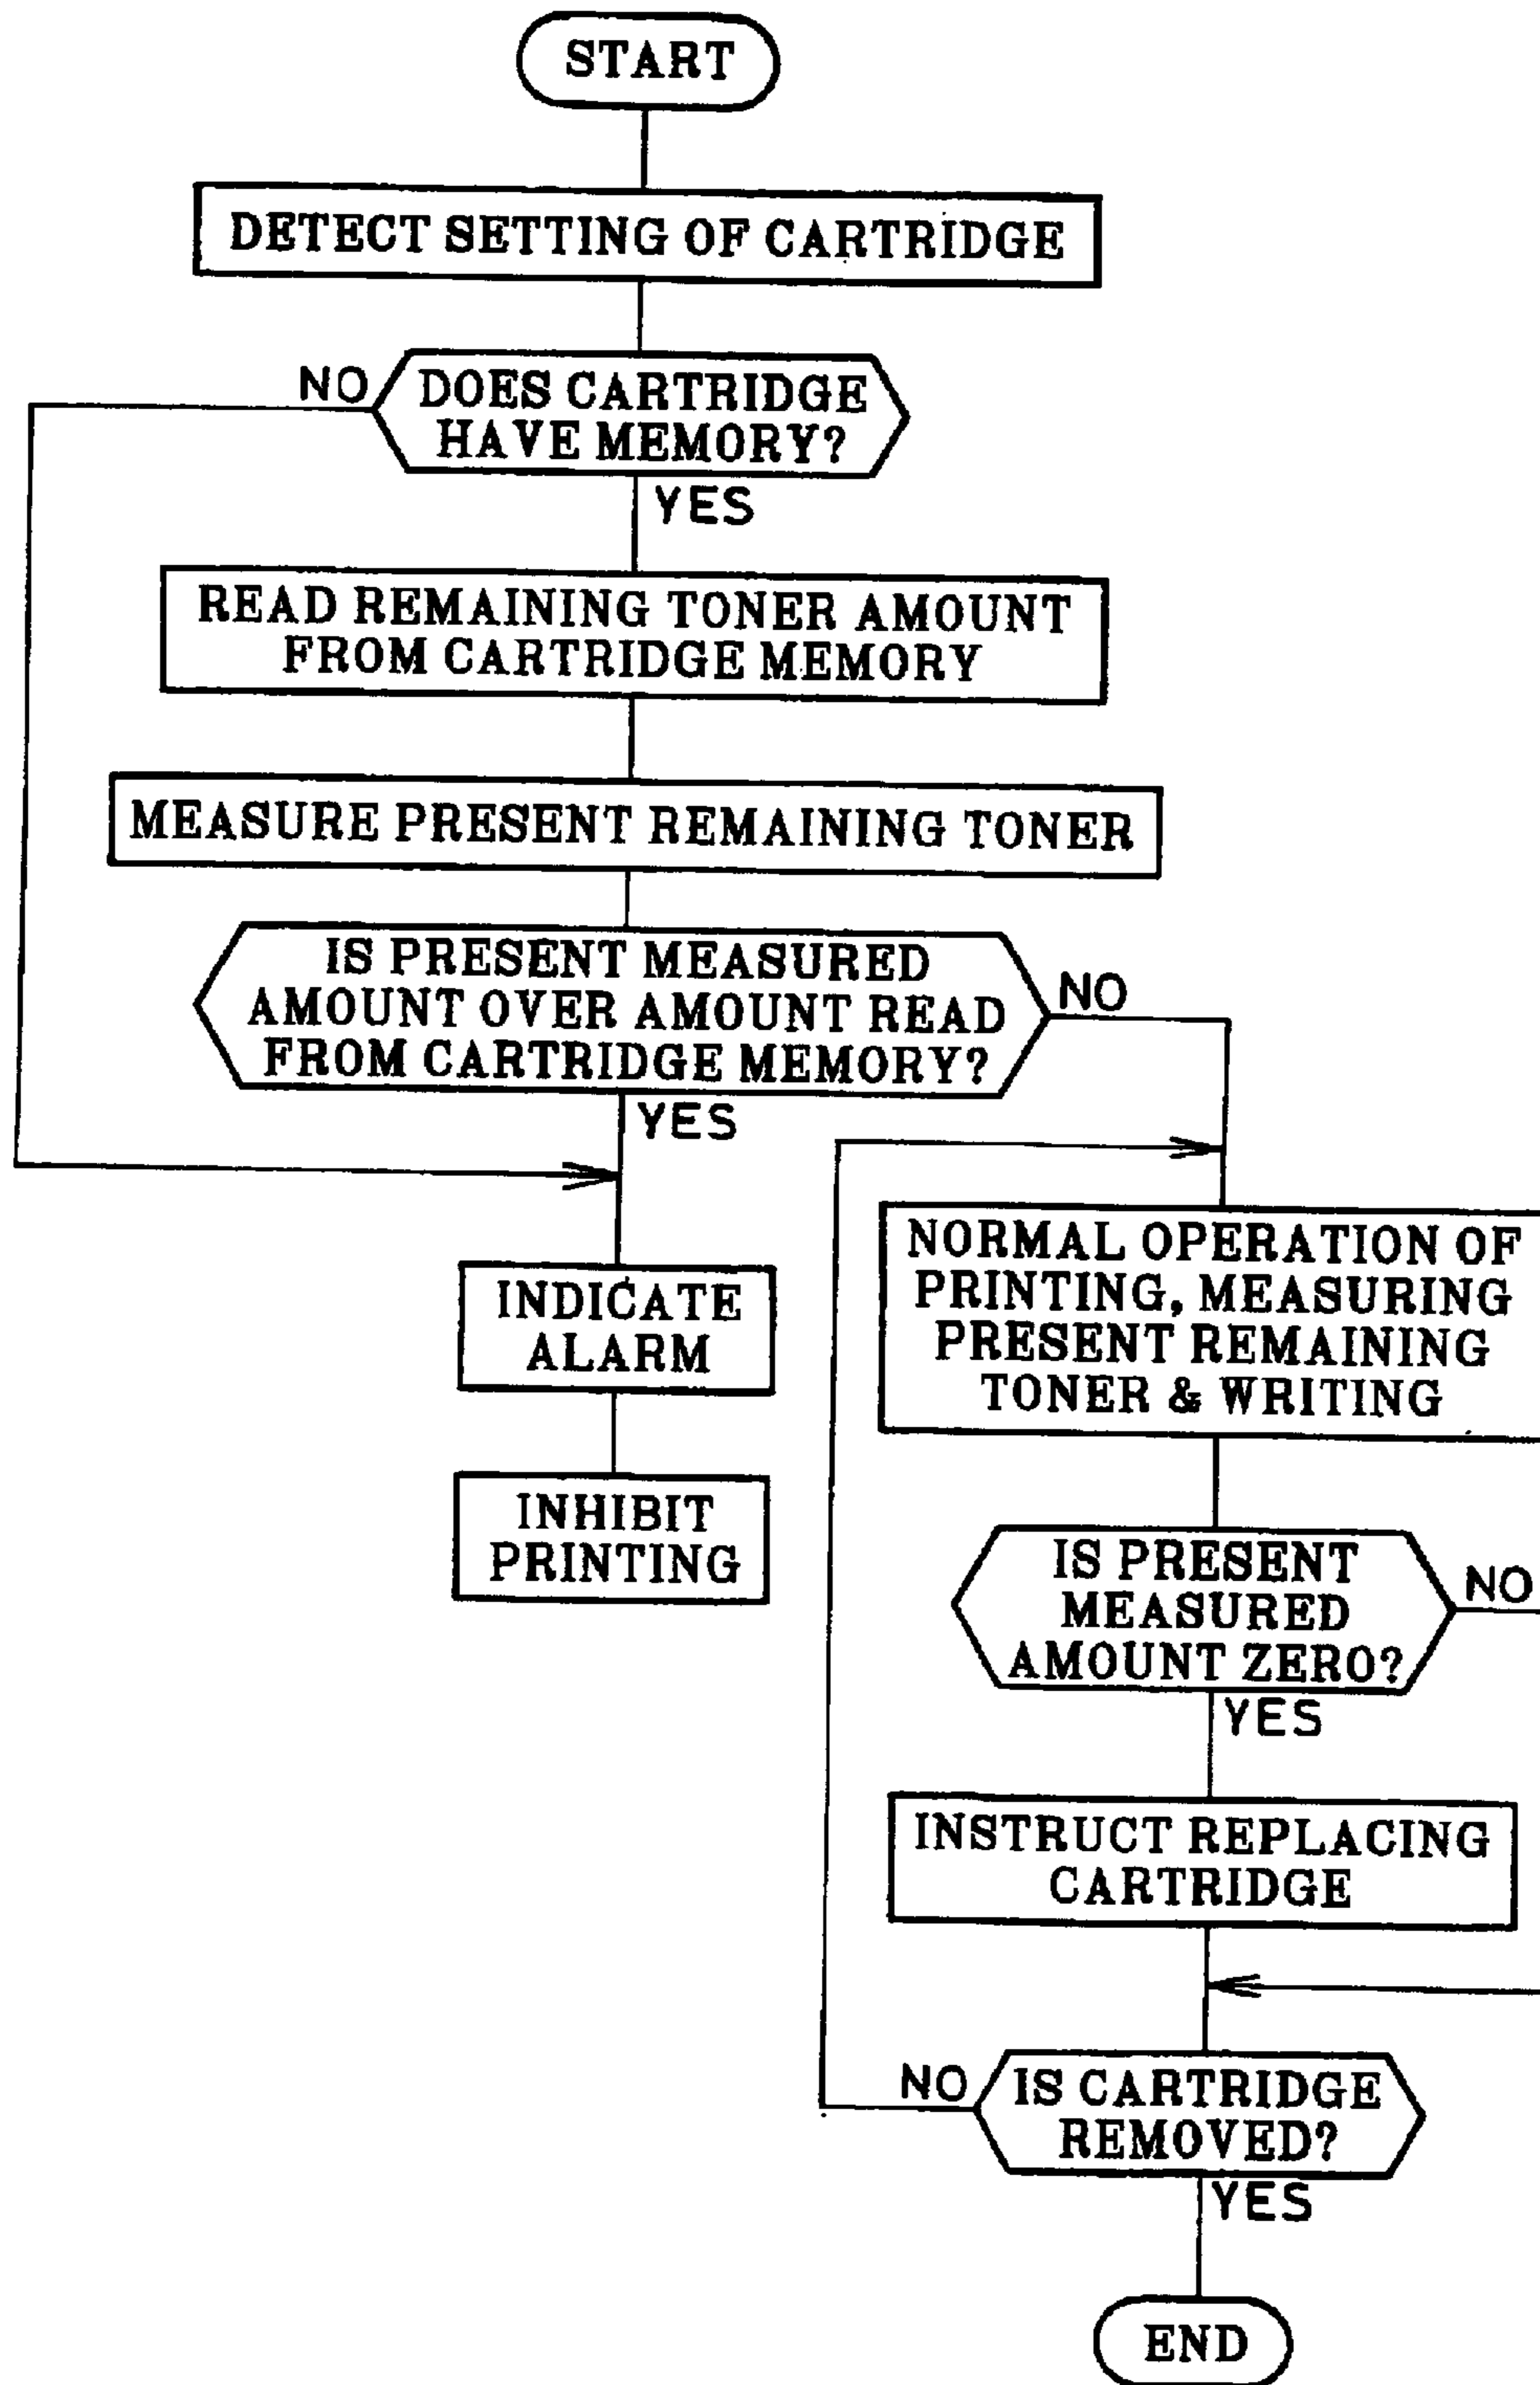 START
DETECT SETTING OF CARTRIDGE
NO
DOES CARTRIDGE
HAVE MEMORY?
YES
READ REMAINING TONER AMOUNT
FROM CARTRIDGE MEMORY
MEASURE PRESENT REMAINING TONER
IS PRESENT MEASURED
AMOUNT OVER AMOUNT READ
FROM CARTRIDGE MEMORY?
NO
YES
INDICATE
ALARM
INHIBIT
PRINTING
NORMAL OPERATION OF
PRINTING, MEASURING
PRESENT REMAINING
TONER & WRITING
IS PRESENT
MEASURED
AMOUNT ZERO?
NO
YES
INSTRUCT REPLACING
CARTRIDGE
NO
IS CARTRIDGE
REMOVED?
YES
END